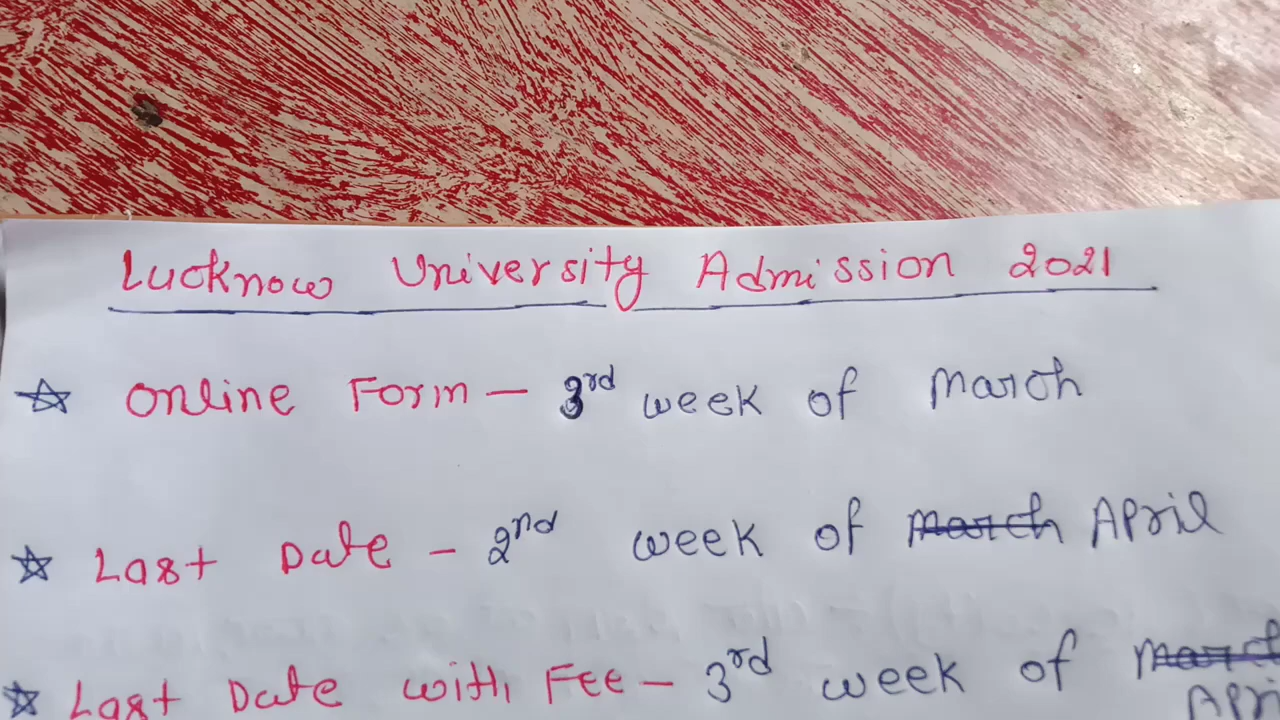 Lucknow University Admission 2021
☆ Online Form - 3rd week of March
☆ Last Date - 2nd week of March April
☆ Last Date with Fee - 3rd week of March